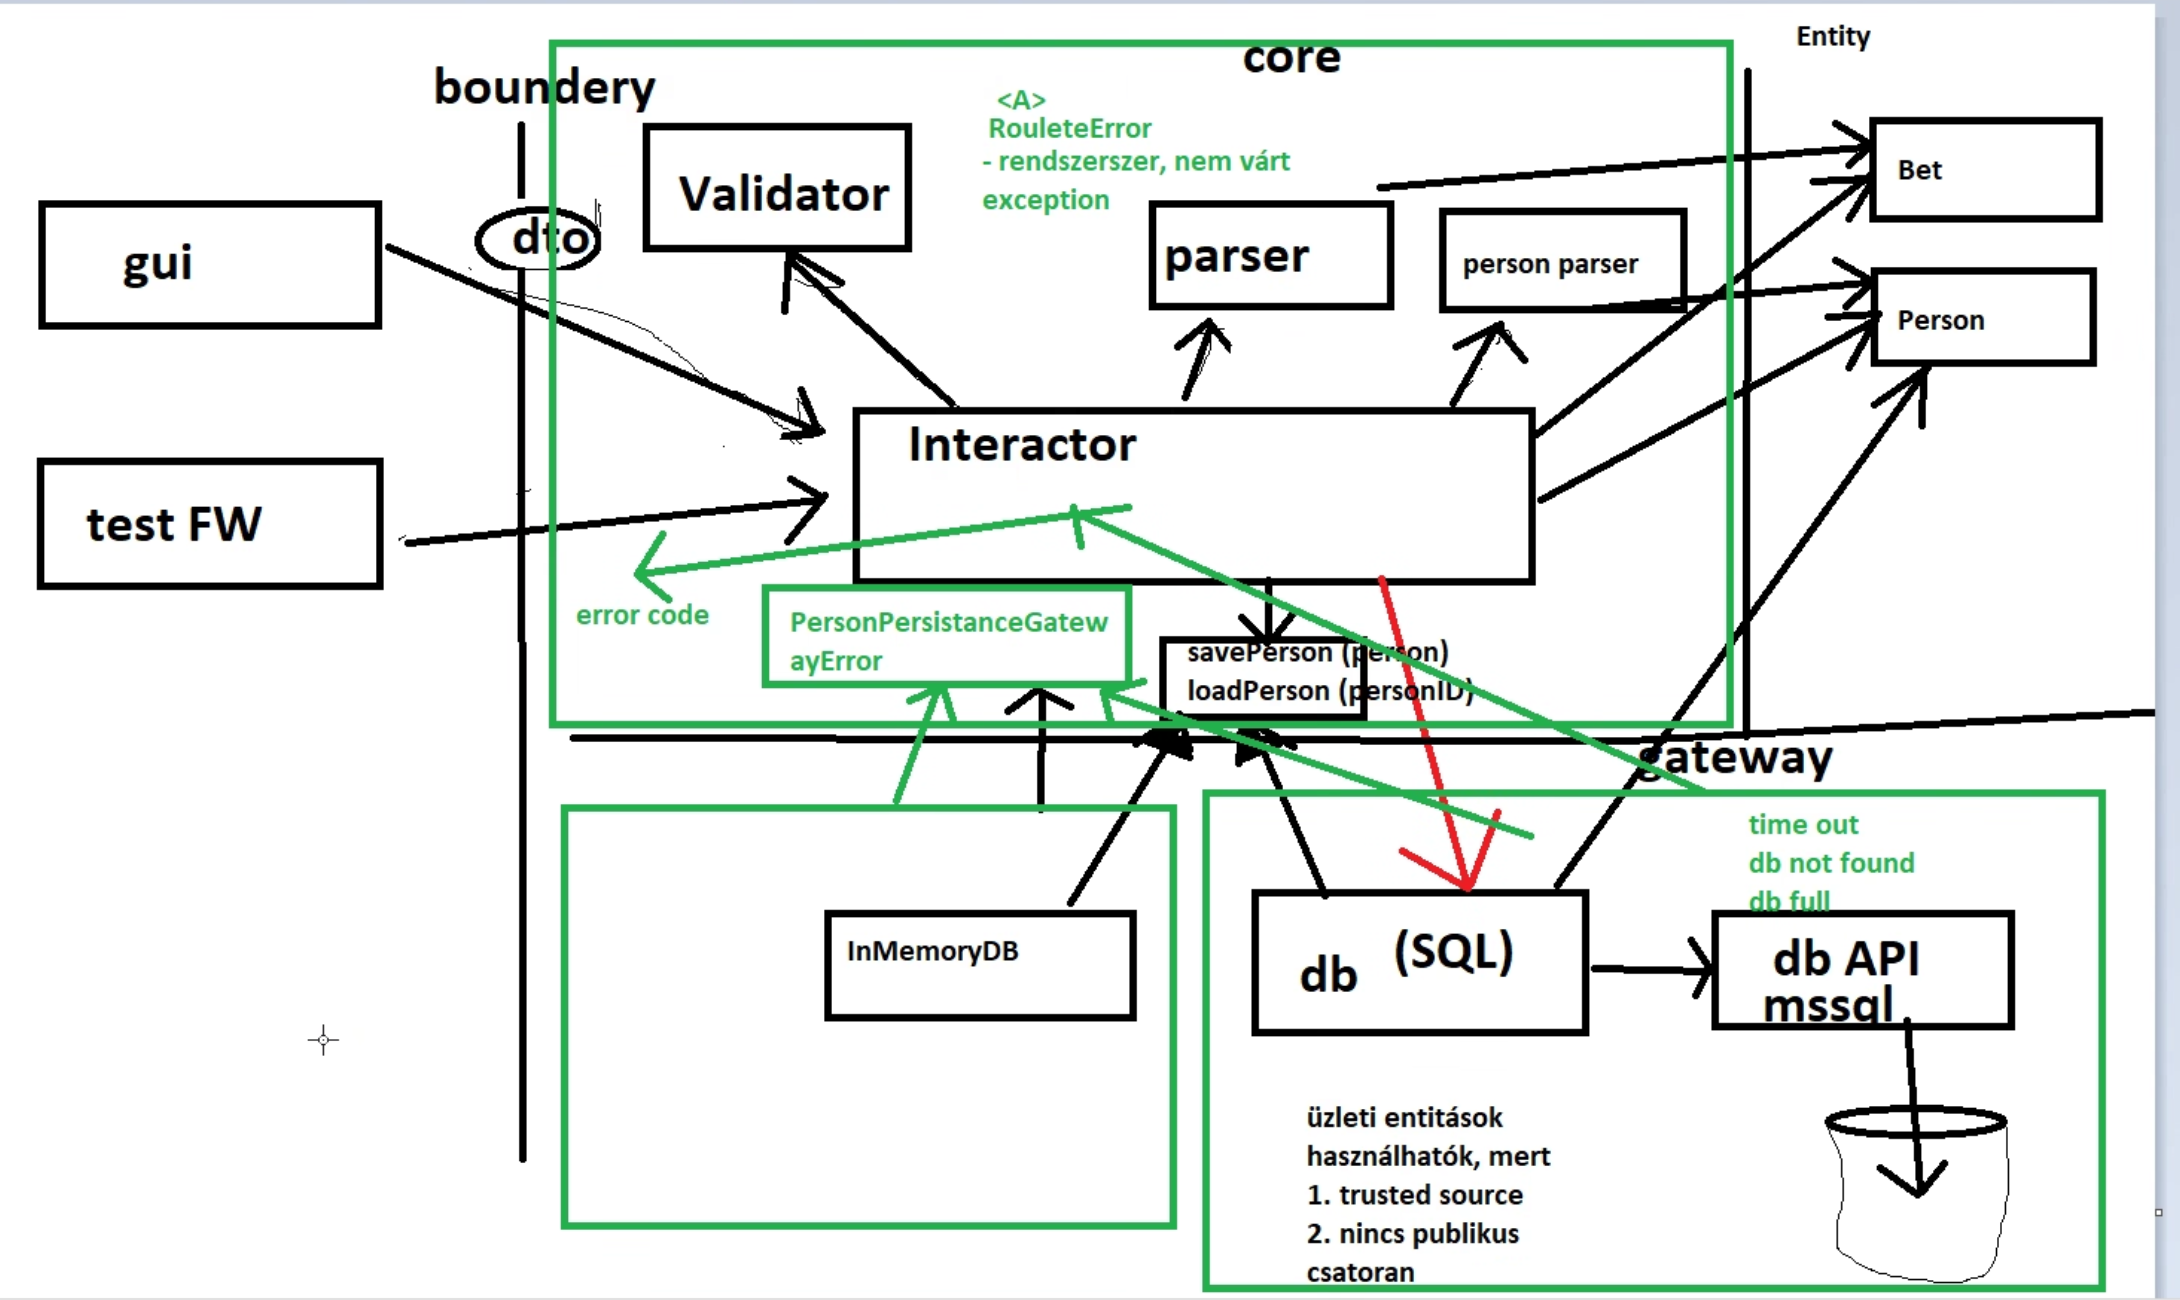 Entity
core
boundery
<A>
RouleteError
- rendszerszer, nem várt
exception
Validator
Bet
dto
gui
parser
person parser
Person
Interactor
test FW
error code
PersonPersistanceGatew
ayError
savePerson (person)
loadPerson (personID)
gateway
time out
db not found
db full
InMemoryDB
db (SQL)
db API
mssql
üzleti entitások
használhatók, mert
1. trusted source
2. nincs publikus
csatoran